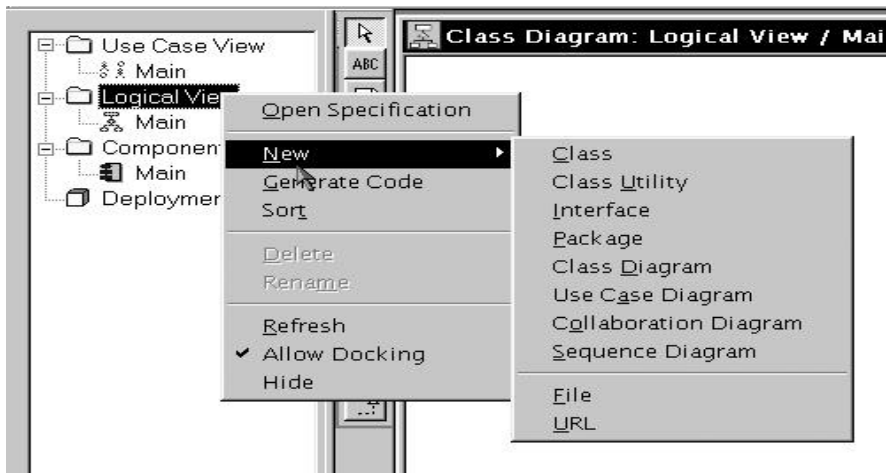 Use Case View
Main
Logical Vie
Main
Componen
Main
Deploymer
ABC
Class Diagram: Logical View / Mai
Open Specification
New
Generate Code
Sort
Delete
Rename
Refresh
Allow Docking
Hide
Class
Class Utility
Interface
Package
Class Diagram
Use Case Diagram
Collaboration Diagram
Sequence Diagram
File
URL